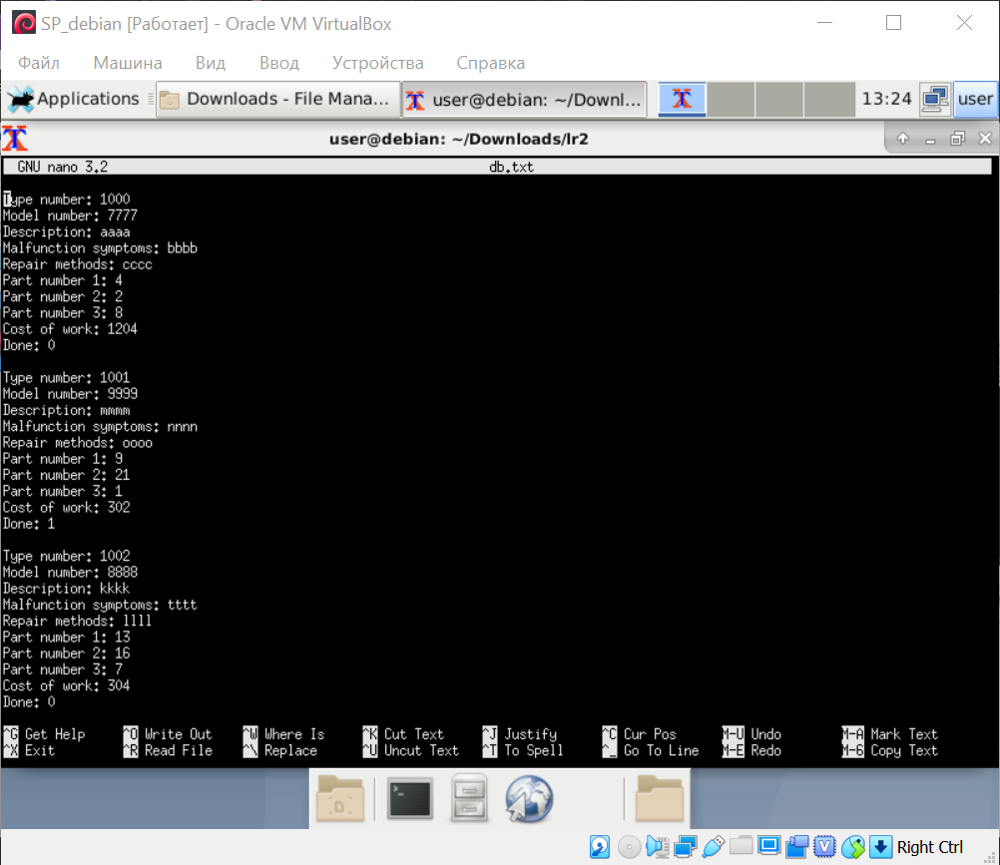 SP_debian [Работает] - Oracle VM VirtualBox
Файл Машина Вид Ввод Устройства Справка
Applications Downloads - File Mana... user@debian: ~/Downl... 13:24 user
user@debian: ~/Downloads/lr2
GNU nano 3.2 db.txt
Type number: 1000
Model number: 7777
Description: aaaa
Malfunction symptoms: bbbb
Repair methods: cccc
Part number 1: 4
Part number 2: 2
Part number 3: 8
Cost of work: 1204
Done: 0
Type number: 1001
Model number: 9999
Description: mmmm
Malfunction symptoms: nnnn
Repair methods: oooo
Part number 1: 9
Part number 2: 21
Part number 3: 1
Cost of work: 302
Done: 1
Type number: 1002
Model number: 8888
Description: kkkk
Malfunction symptoms: tttt
Repair methods: llll
Part number 1: 13
Part number 2: 16
Part number 3: 7
Cost of work: 304
Done: 0
^G Get Help ^O Write Out ^W Where Is ^K Cut Text ^J Justify ^C Cur Pos M-U Undo M-A Mark Text
^X Exit ^R Read File ^\ Replace ^U Uncut Text ^T To Spell ^_ Go To Line M-E Redo M-6 Copy Text
Right Ctrl